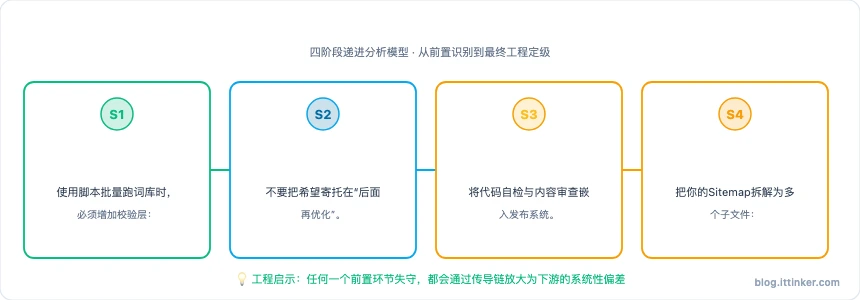 四阶段递进分析模型 · 从前置识别到最终工程定级
S1
使用脚本批量跑词库时，
必须增加校验层：
S2
不要把希望寄托在“后面
再优化”。
S3
将代码自检与内容审查嵌
入发布系统。
S4
把你的Sitemap拆解为多
个子文件：
💡 工程启示：任何一个前置环节失守，都会通过传导链放大为下游的系统性偏差
blog.ittinker.com